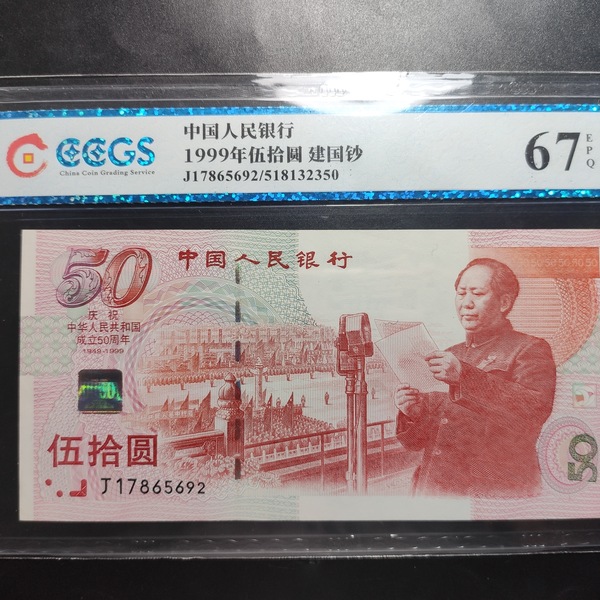 CCGS
China Coin Grading Service
中国人民银行
1999年伍拾圆 建国钞
J17865692/518132350
67 EPQ
50
中国人民银行
庆祝
中华人民共和国
成立50周年
1949-1999
伍拾圆
J17865692
50